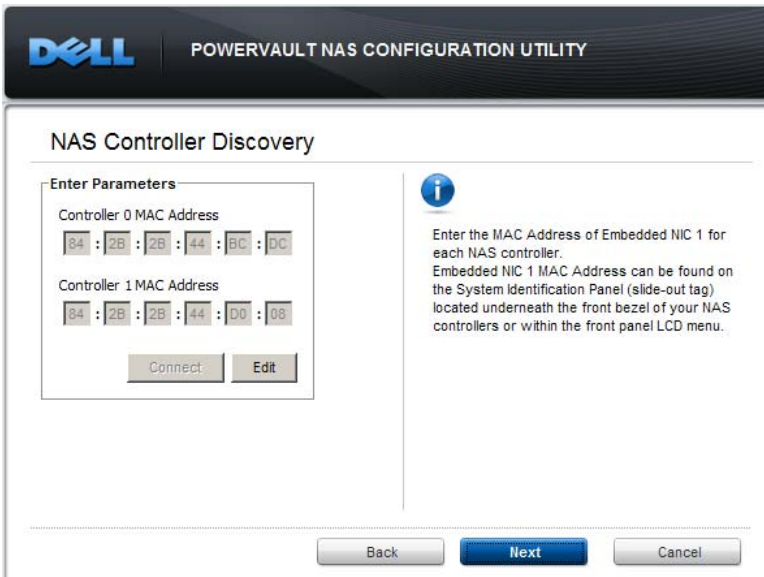 DELL
POWERVAULT NAS CONFIGURATION UTILITY
NAS Controller Discovery
Enter Parameters
Controller 0 MAC Address
84 : 2B : 2B : 44 : BC : DC
Controller 1 MAC Address
84 : 2B : 2B : 44 : D0 : 08
Connect
Edit
i
Enter the MAC Address of Embedded NIC 1 for
each NAS controller.
Embedded NIC 1 MAC Address can be found on
the System Identification Panel (slide-out tag)
located underneath the front bezel of your NAS
controllers or within the front panel LCD menu.
Back
Next
Cancel